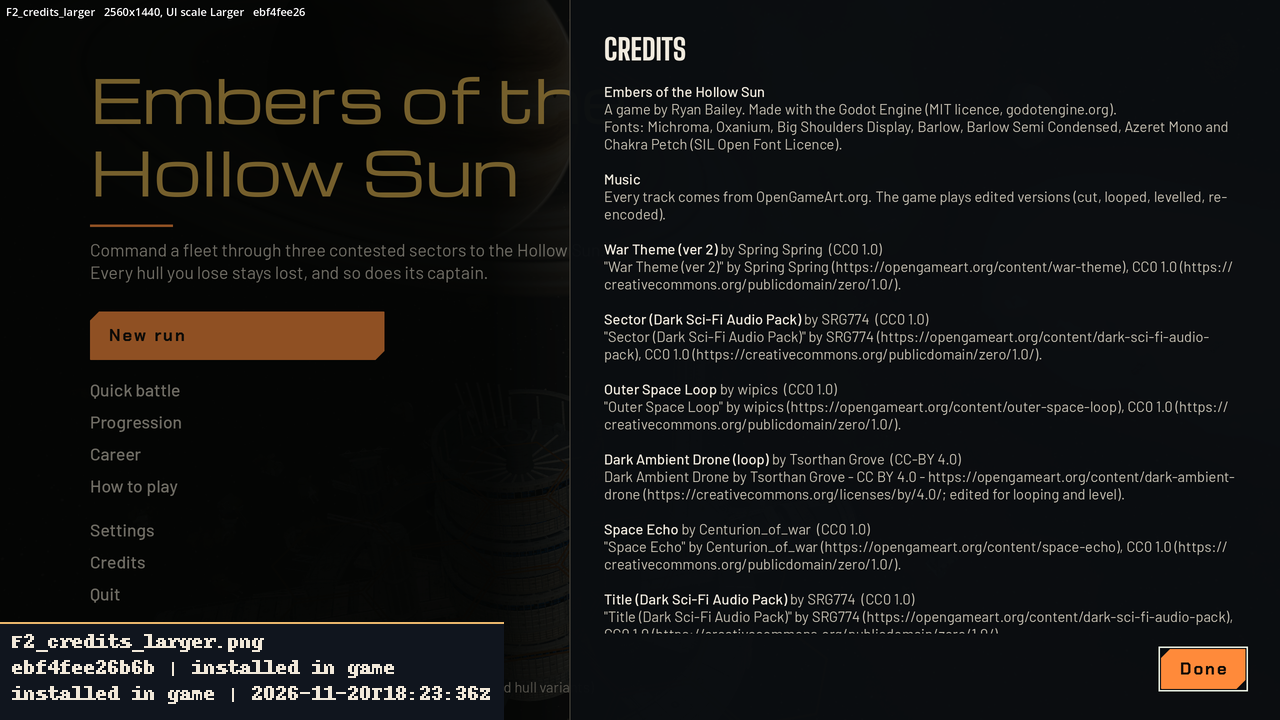 F2_credits_larger 2560x1440, UI scale Larger ebf4fee26
Embers of th
Hollow Sun
Command a fleet through three contested sectors to the Hollow
Every hull you lose stays lost, and so does its captain.
New run
Quick battle
Progression
Career
How to play
Settings
Credits
Quit
d hull varia
CREDITS
Embers of the Hollow Sun
A game by Ryan Bailey. Made with the Godot Engine (MIT licence, godotengine.org).
Fonts: Michroma, Oxanium, Big Shoulders Display, Barlow, Barlow Semi Condensed, Azeret Mono and
Chakra Petch (SIL Open Font Licence).
Music
Every track comes from OpenGameArt.org. The game plays edited versions (cut, looped, levelled, re-
encoded).
War Theme (ver 2) by Spring Spring (CC0 1.0)
"War Theme (ver 2)" by Spring Spring (https://opengameart.org/content/war-theme), CC0 1.0 (https://
creativecommons.org/publicdomain/zero/1.0/).
Sector (Dark Sci-Fi Audio Pack) by SRG774 (CC0 1.0)
"Sector (Dark Sci-Fi Audio Pack)" by SRG774 (https://opengameart.org/content/dark-sci-fi-audio-
pack), CC0 1.0 (https://creativecommons.org/publicdomain/zero/1.0/).
Outer Space Loop by wipics (CC0 1.0)
"Outer Space Loop" by wipics (https://opengameart.org/content/outer-space-loop), CC0 1.0 (https://
creativecommons.org/publicdomain/zero/1.0/).
Dark Ambient Drone (loop) by Tsorthan Grove (CC-BY 4.0)
Dark Ambient Drone by Tsorthan Grove - CC BY 4.0 - https://opengameart.org/content/dark-ambient-
drone (https://creativecommons.org/licenses/by/4.0/; edited for looping and level).
Space Echo by Centurion_of_war (CC0 1.0)
"Space Echo" by Centurion_of_war (https://opengameart.org/content/space-echo), CC0 1.0 (https://
creativecommons.org/publicdomain/zero/1.0/).
Title (Dark Sci-Fi Audio Pack) by SRG774 (CC0 1.0)
"Title (Dark Sci-Fi Audio Pack)" by SRG774 (https://opengameart.org/content/dark-sci-fi-audio-pack),
CC0 1.0 (https://creativecommons.org/publicdomain/zero/1.0/).
Done
F2_credits_larger.png
ebf4fee26b6b | installed in game
installed in game | 2026-11-20T18:23:36Z